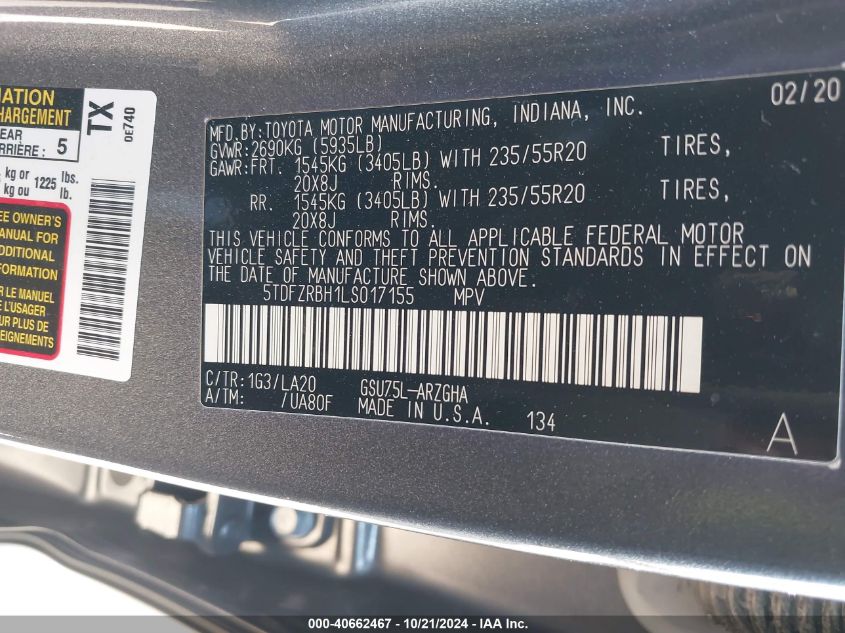 MATION
CHARGEMENT
EAR
ARRIÈRE : 5
kg or 1225 lbs.
kg ou lb.
TX
0E740
EE OWNER'S
MANUAL FOR
ADDITIONAL
INFORMATION
R LE MANUEL
L'USAGER
UR PLUS DE
EIGNEMENTS
02/20
MFD.BY:TOYOTA MOTOR MANUFACTURING, INDIANA, INC.
GVWR:2690KG (5935LB)
GAWR:FRT. 1545KG (3405LB) WITH 235/55R20 TIRES,
20X8J RIMS.
RR. 1545KG (3405LB) WITH 235/55R20 TIRES,
20X8J RIMS.
THIS VEHICLE CONFORMS TO ALL APPLICABLE FEDERAL MOTOR
VEHICLE SAFETY AND THEFT PREVENTION STANDARDS IN EFFECT ON
THE DATE OF MANUFACTURE SHOWN ABOVE.
5TDFZRBH1LS017155 MPV
C/TR:1G3/LA20 GSU75L-ARZGHA
A/TM: /UA80F MADE IN U.S.A. 134
A
000-40662467 - 10/21/2024 - IAA Inc.